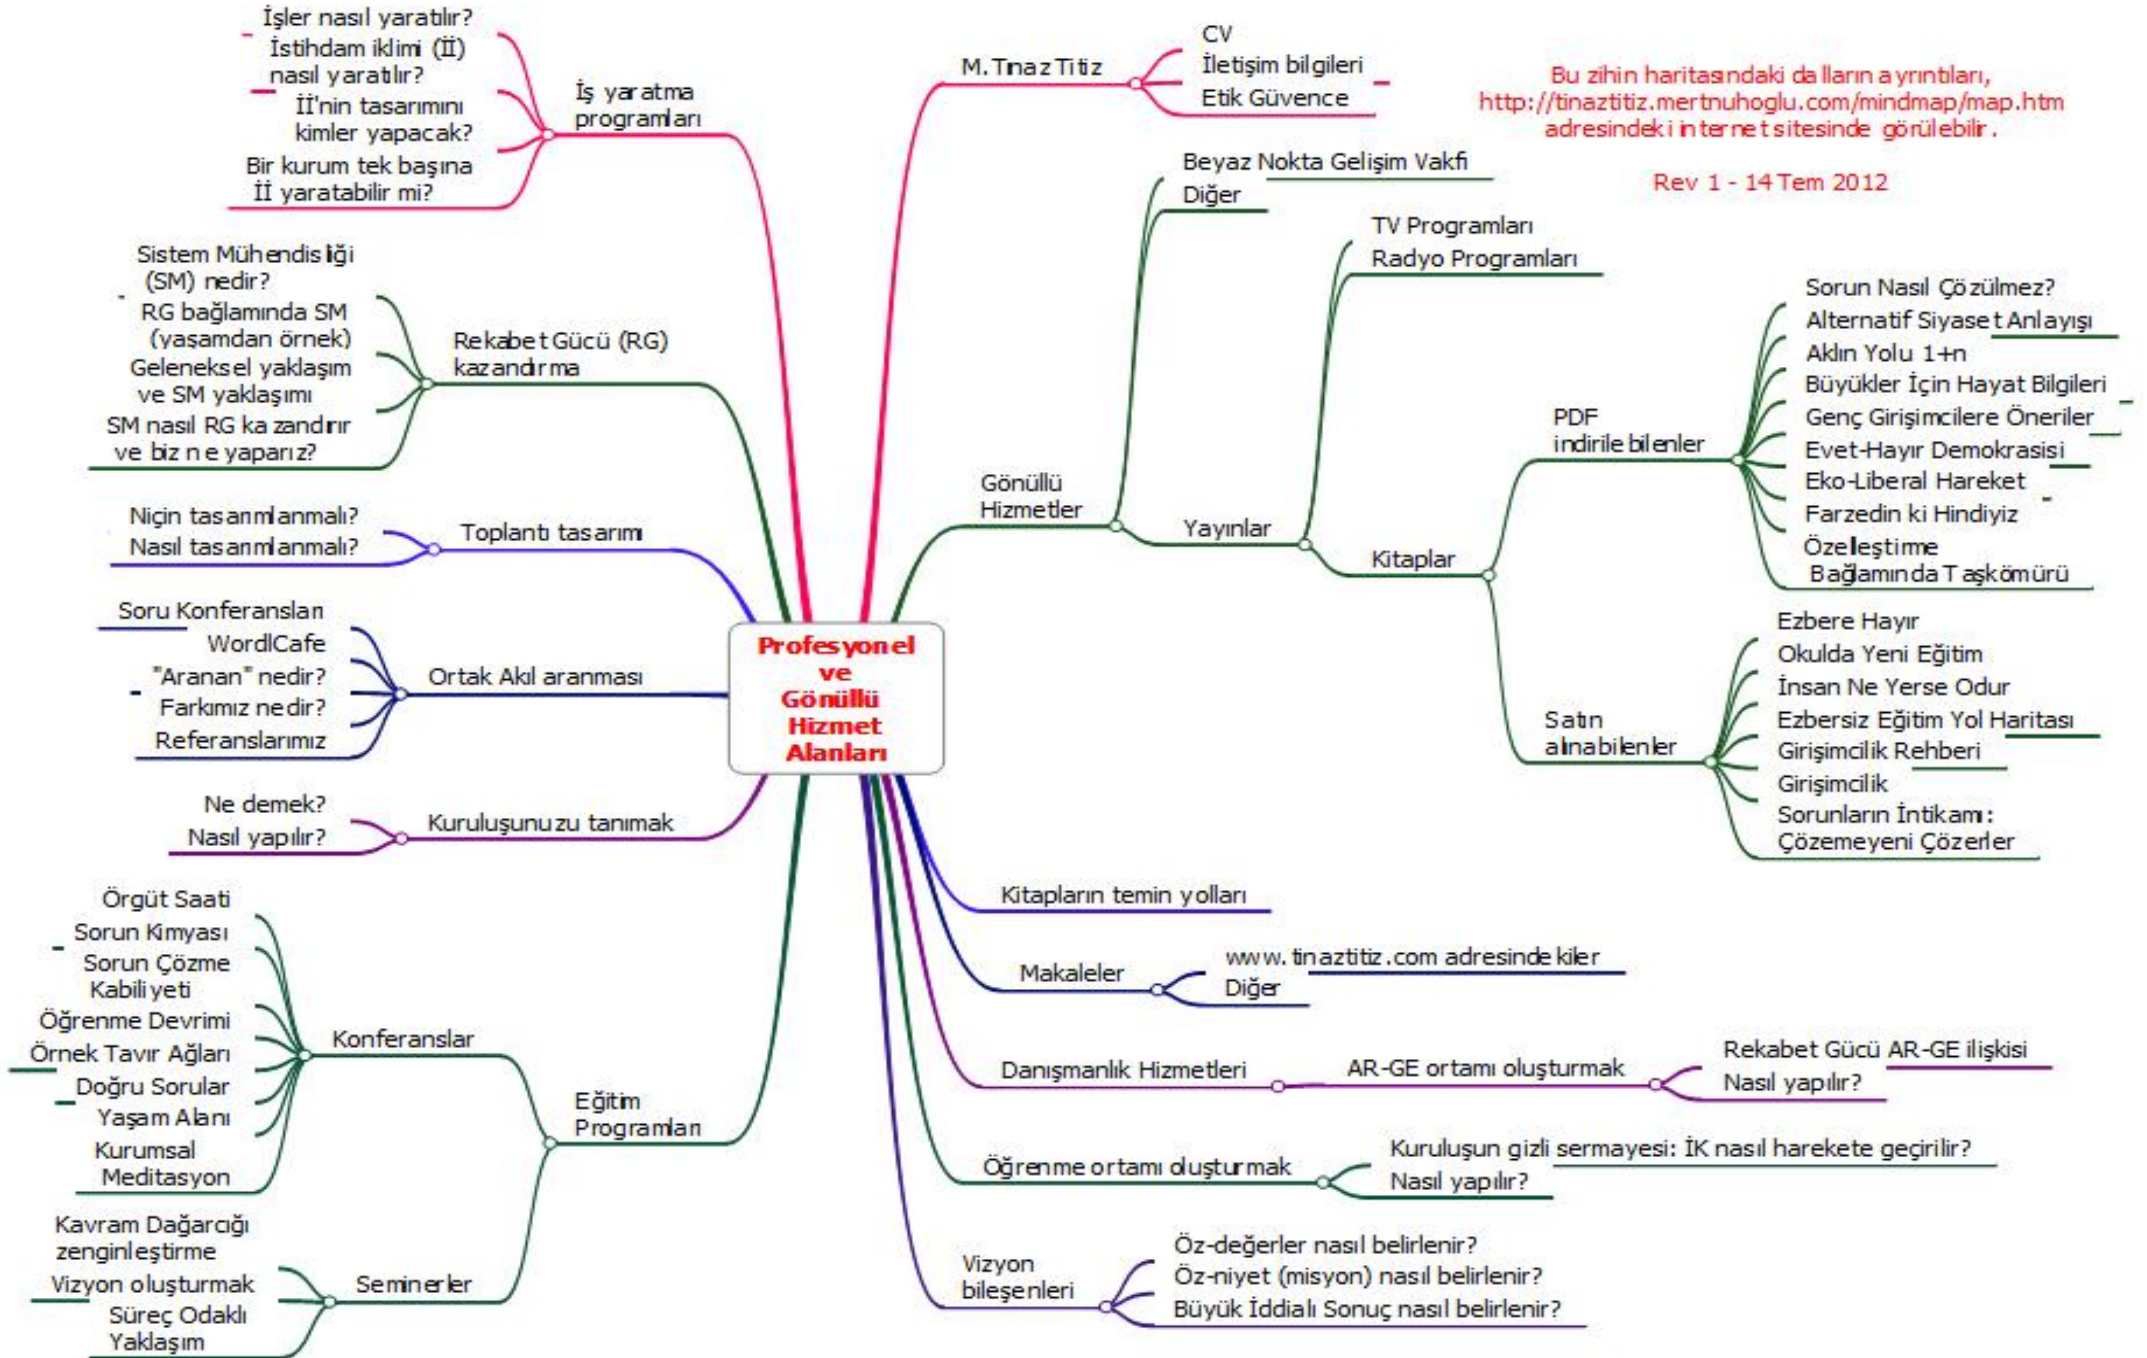 İşler nasıl yaratılır?
İstihdam iklimi (İİ)
nasıl yaratılır?
İİ'nin tasarımını
kimler yapacak?
Bir kurum tek başına
İİ yaratabilir mi?
İş yaratma
programları
Sistem Mühendisliği
(SM) nedir?
RG bağlamında SM
(yaşamdan örnek)
Geleneksel yaklaşım
ve SM yaklaşımı
SM nasıl RG kazandırır
ve biz ne yaparız?
Rekabet Gücü (RG)
kazandırma
Niçin tasarımlanmalı?
Nasıl tasarımlanmalı?
Toplantı tasarımı
Soru Konferansları
WordlCafe
"Aranan" nedir?
Farkımız nedir?
Referanslarımız
Ortak Akıl aranması
Ne demek?
Nasıl yapılır?
Kuruluşunuzu tanımak
Örgüt Saati
Sorun Kimyası
Sorun Çözme
Kabiliyeti
Öğrenme Devrimi
Örnek Tavır Ağları
Doğru Sorular
Yaşam Alanı
Kurumsal
Meditasyon
Konferanslar
Kavram Dağarcığı
zenginleştirme
Vizyon oluşturmak
Süreç Odaklı
Yaklaşım
Seminerler
Eğitim
Programları
Profesyonel
ve
Gönüllü
Hizmet
Alanları
M.Tınaz Titiz
CV
İletişim bilgileri
Etik Güvence
Bu zihin haritasındaki dalların ayrıntıları,
http://tinaztitiz.mertnuhoglu.com/mindmap/map.htm
adresindeki internet sitesinde görülebilir.
Rev 1 - 14 Tem 2012
Gönüllü
Hizmetler
Beyaz Nokta Gelişim Vakfı
Diğer
Yayınlar
TV Programları
Radyo Programları
Kitaplar
PDF
indirilebilenler
Sorun Nasıl Çözülmez?
Alternatif Siyaset Anlayışı
Aklın Yolu 1+n
Büyükler İçin Hayat Bilgileri
Genç Girişimcilere Öneriler
Evet-Hayır Demokrasisi
Eko-Liberal Hareket
Farzedin ki Hindiyiz
Özelleştirme
Bağlamında Taşkömürü
Satın
alınabilenler
Ezbere Hayır
Okulda Yeni Eğitim
İnsan Ne Yerse Odur
Ezbersiz Eğitim Yol Haritası
Girişimcilik Rehberi
Girişimcilik
Sorunların İntikamı:
Çözemeyeni Çözerler
Kitapların temin yolları
Makaleler
www.tinaztitiz.com adresindekiler
Diğer
Danışmanlık Hizmetleri
AR-GE ortamı oluşturmak
Rekabet Gücü AR-GE ilişkisi
Nasıl yapılır?
Öğrenme ortamı oluşturmak
Kuruluşun gizli sermayesi: İK nasıl harekete geçirilir?
Nasıl yapılır?
Vizyon
bileşenleri
Öz-değerler nasıl belirlenir?
Öz-niyet (misyon) nasıl belirlenir?
Büyük İddialı Sonuç nasıl belirlenir?